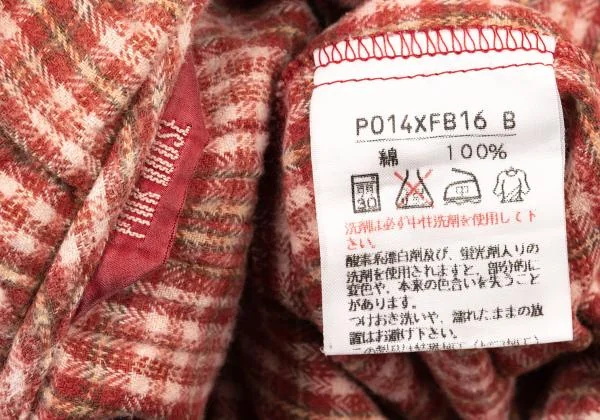 PINK HOUSE
P014XFB16 B
綿 100%
30
洗剤は必ず中性洗剤を使用して下
さい。
酸素系漂白剤及び、蛍光剤入りの
洗剤を使用されますと、部分的に
変色や、本来の色合いを失うこと
があります。
つけおき洗いや、濡れたままの放
置はお避け下さい。